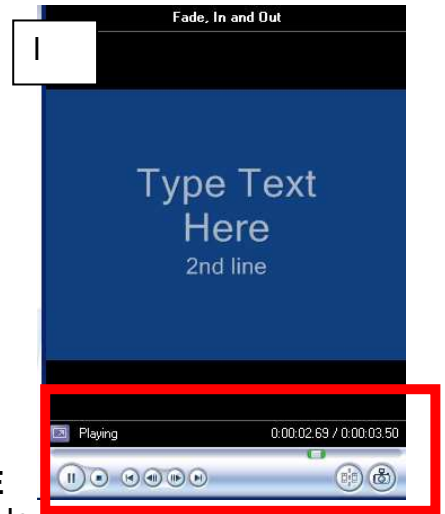 Fade, In and Out
I
Type Text
Here
2nd line
Playing 0:00:02.69 / 0:00:03.50
E